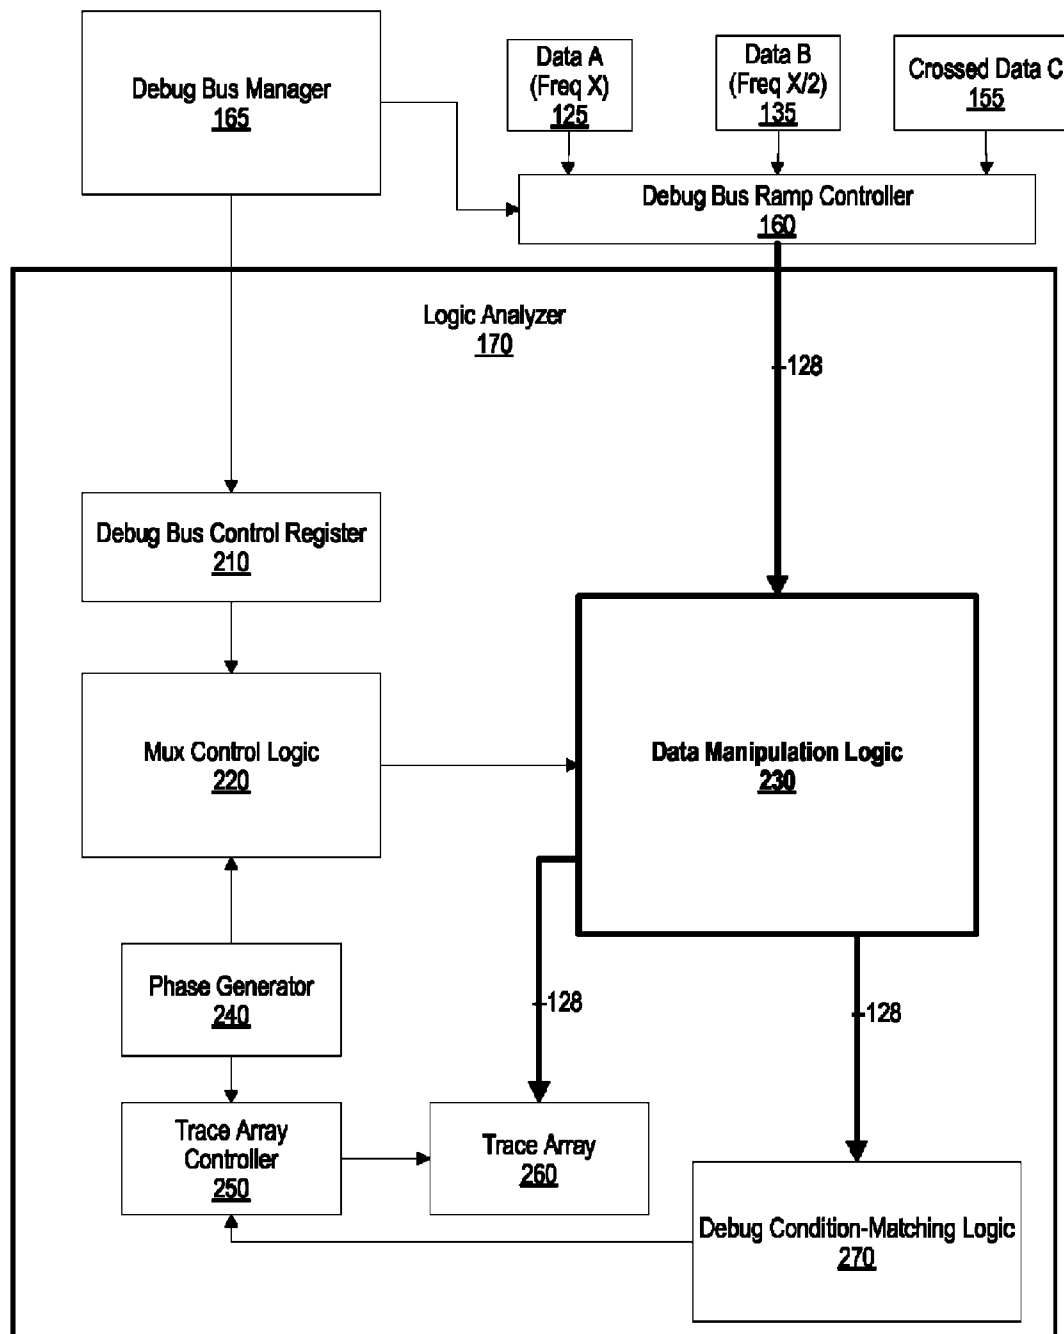 Debug Bus Manager
165
Data A
(Freq X)
125
Data B
(Freq X/2)
135
Crossed Data C
155
Debug Bus Ramp Controller
160
Logic Analyzer
170
128
Debug Bus Control Register
210
Mux Control Logic
220
Data Manipulation Logic
230
Phase Generator
240
128
128
Trace Array
Controller
250
Trace Array
260
Debug Condition-Matching Logic
270